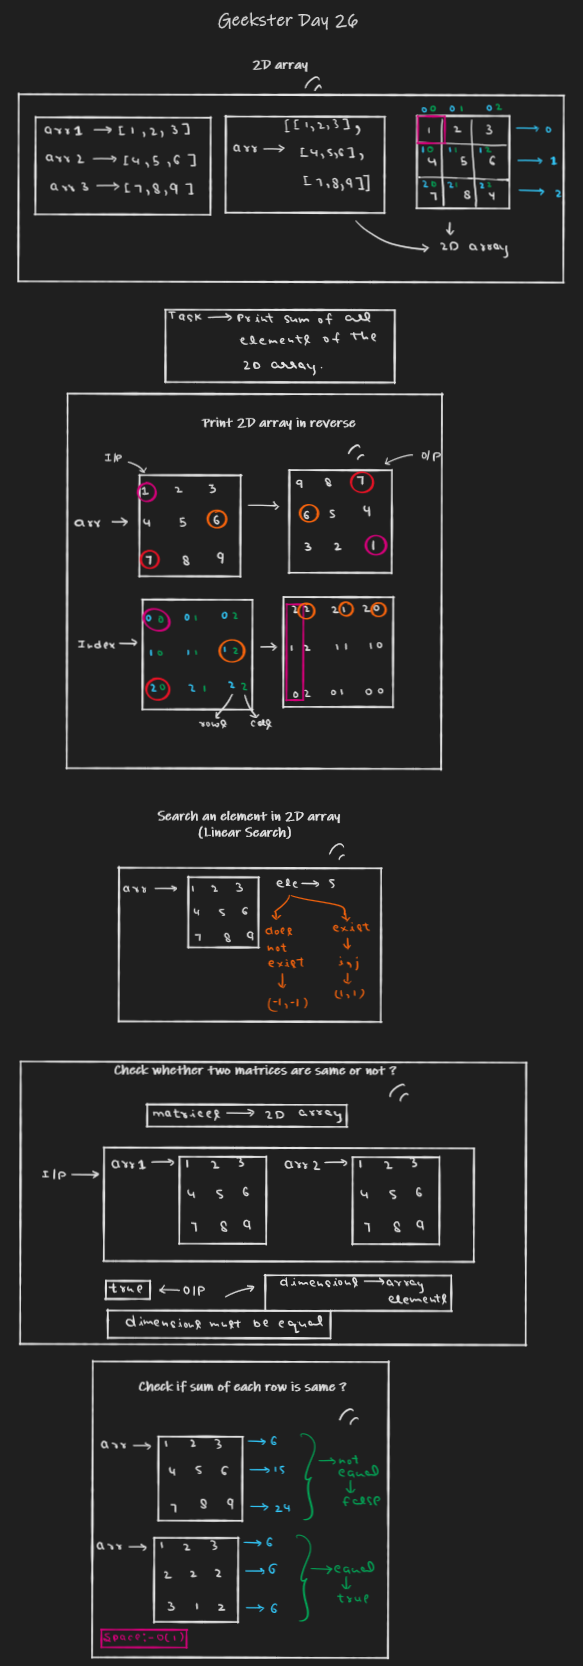 Geekster Day 26
2D array
arr1 → [1, 2, 3]
arr 2 → [4, 5, 6]
arr 3 → [7, 8, 9]
arr → [[1, 2, 3],
[4, 5, 6],
[7, 8, 9]]
00 01 02
1 2 3 → 0
10 11 12
4 5 6 → 1
20 21 22
7 8 4 → 2
2D array
Task → Print sum of all
elements of the
2D array.
Print 2D array in reverse
I/P
O/P
arr →
1 2 3
4 5 6
7 8 9
→
9 8 7
6 5 4
3 2 1
Index →
00 01 02
10 11 12
20 21 22
rows cols
→
22 21 20
12 11 10
02 01 00
Search an element in 2D array
(Linear Search)
arr →
1 2 3
4 5 6
7 8 9
ele → 5
does
not
exist
(-1,-1)
exist
i,j
(1,1)
Check whether two matrices are same or not ?
matrices → 2D array
I/P →
arr1 →
1 2 3
4 5 6
7 8 9
arr2 →
1 2 3
4 5 6
7 8 9
true ← O/P
dimensions → array
elements
dimensions must be equal
Check if sum of each row is same ?
arr →
1 2 3 → 6
4 5 6 → 15
7 8 9 → 24
→ not
equal
↓
false
arr →
1 2 3 → 6
2 2 2 → 6
3 1 2 → 6
→ equal
↓
true
Space:- O(1)